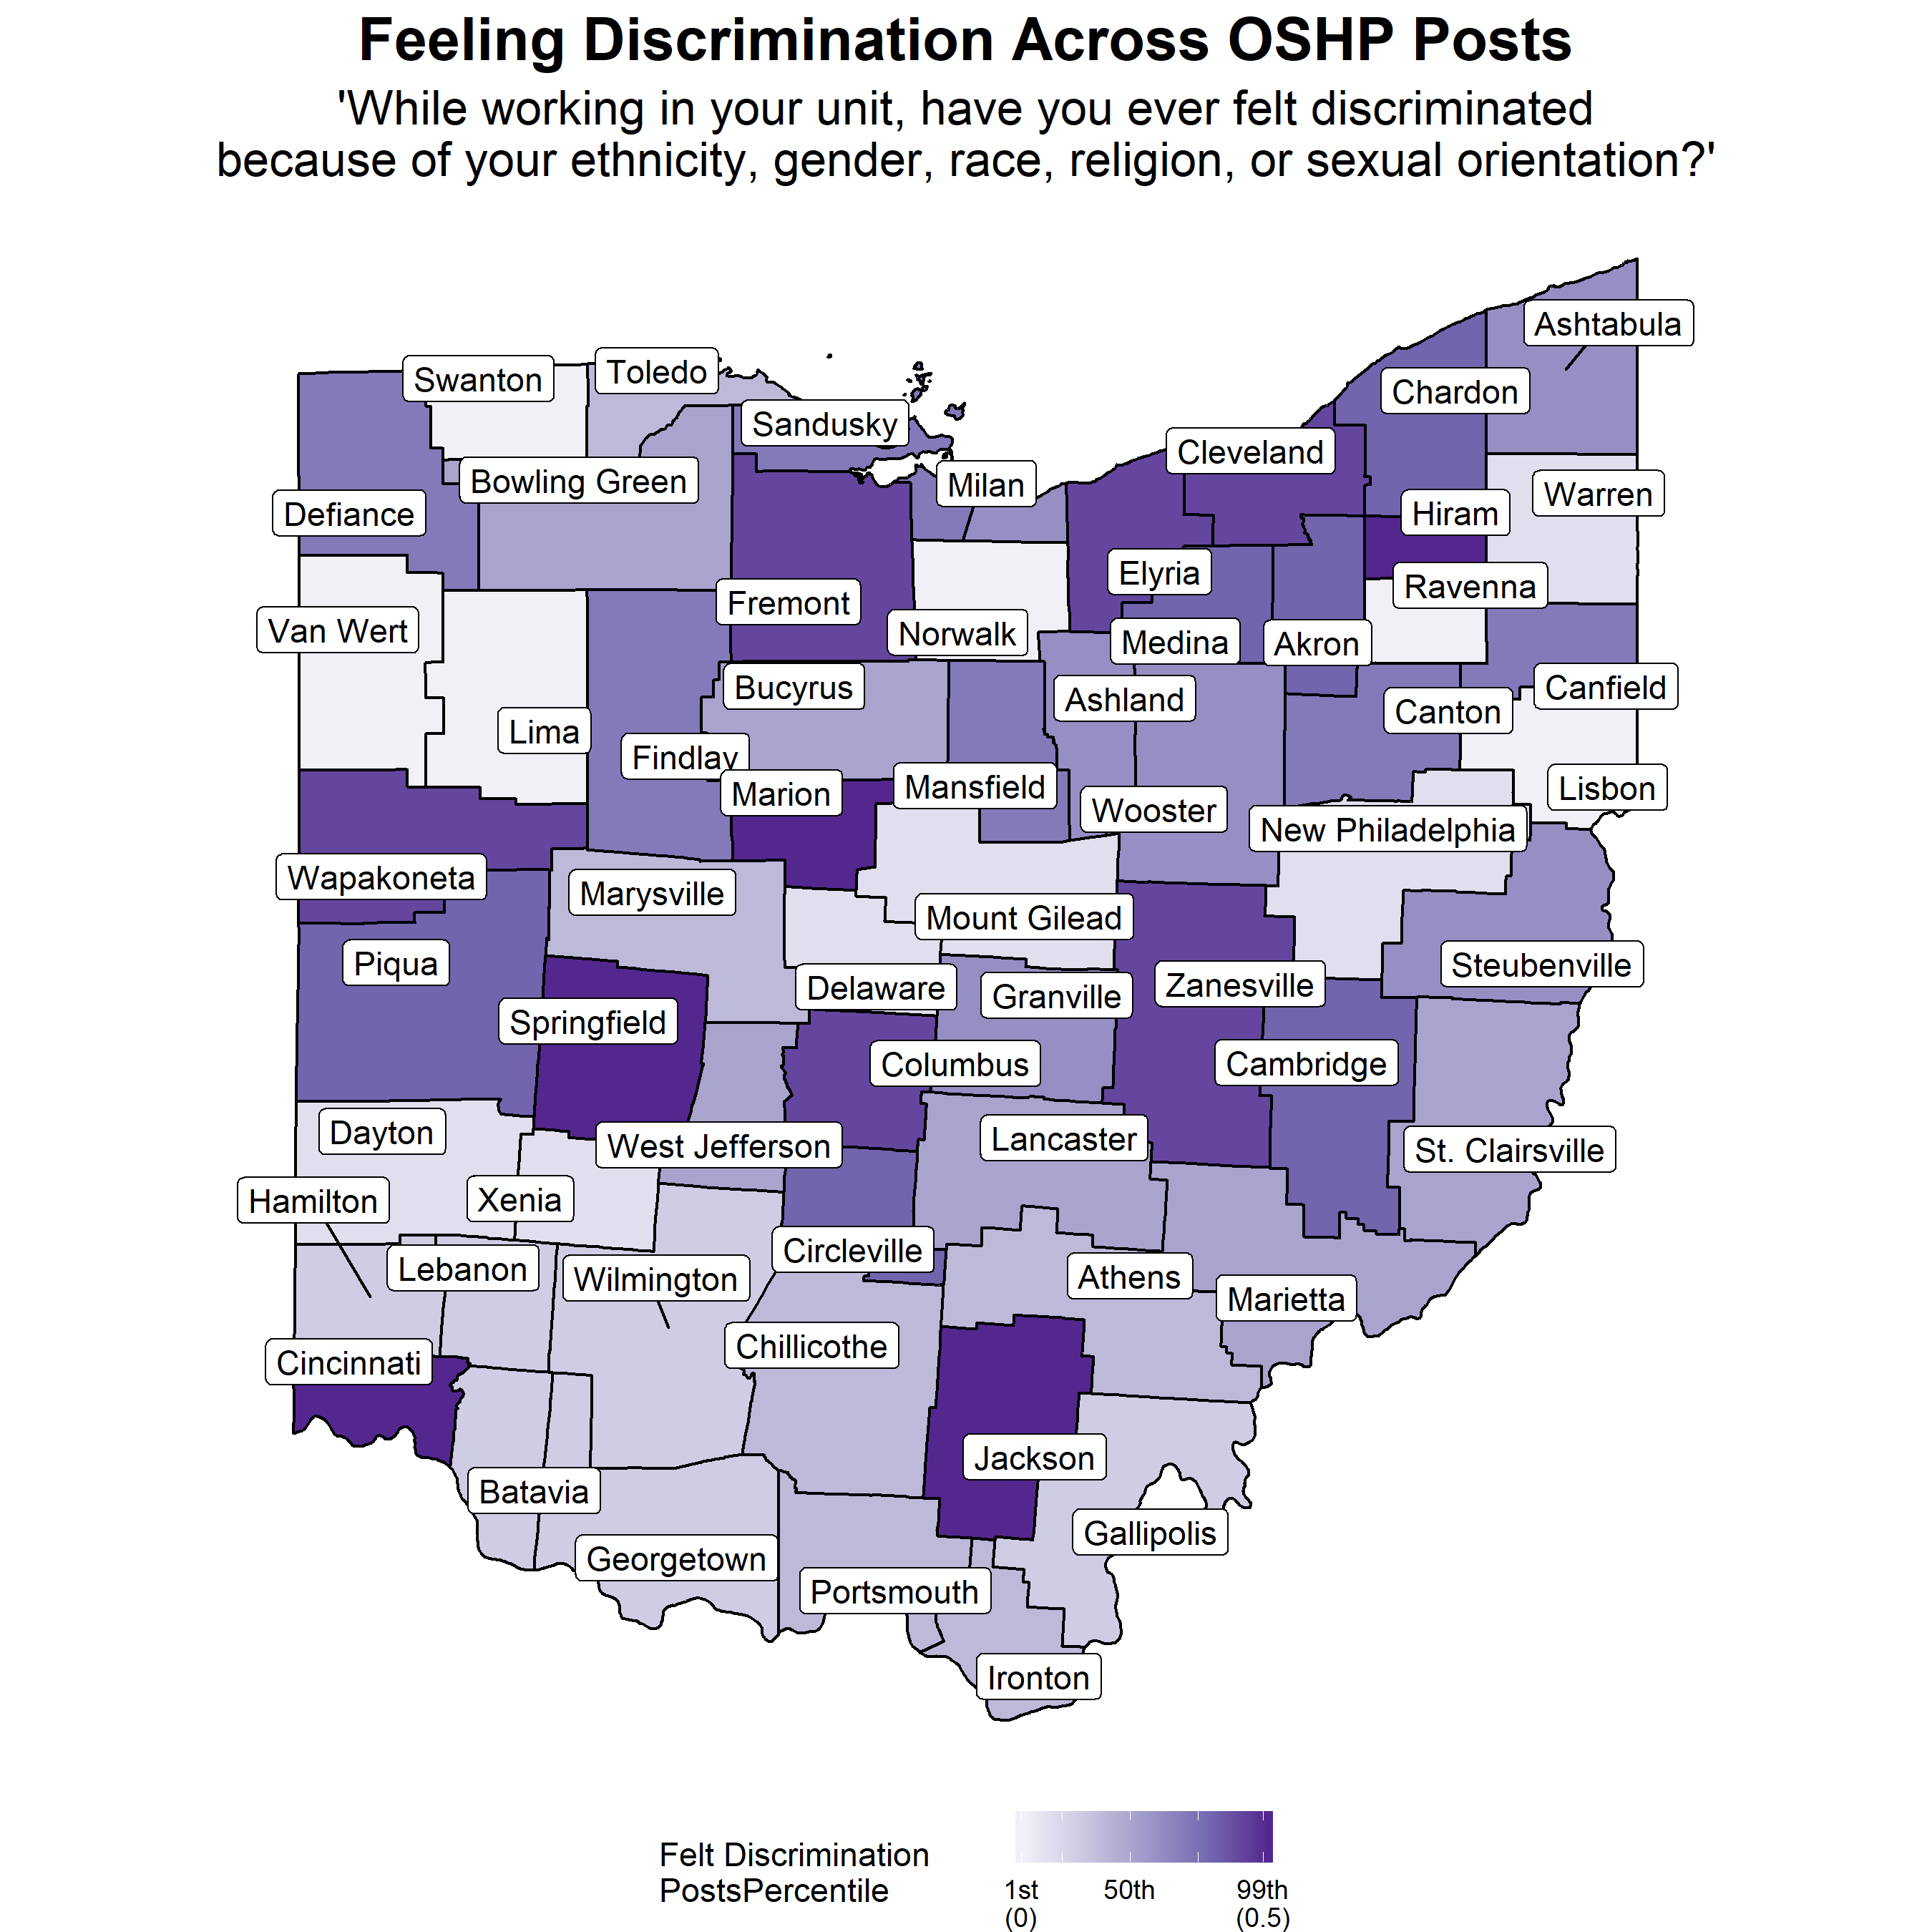 Feeling Discrimination Across OSHP Posts
'While working in your unit, have you ever felt discriminated
because of your ethnicity, gender, race, religion, or sexual orientation?'
Ashtabula
Swanton
Toledo
Chardon
Sandusky
Cleveland
Bowling Green
Milan
Warren
Defiance
Hiram
Elyria
Ravenna
Fremont
Van Wert
Norwalk
Medina
Akron
Bucyrus
Canfield
Ashland
Canton
Lima
Findlay
Marion
Mansfield
Lisbon
Wooster
New Philadelphia
Wapakoneta
Marysville
Mount Gilead
Piqua
Steubenville
Delaware
Granville
Zanesville
Springfield
Columbus
Cambridge
Dayton
West Jefferson
Lancaster
St. Clairsville
Hamilton
Xenia
Circleville
Lebanon
Wilmington
Athens
Marietta
Chillicothe
Cincinnati
Jackson
Batavia
Gallipolis
Georgetown
Portsmouth
Ironton
Felt Discrimination
PostsPercentile
1st 50th 99th
(0) (0.5)